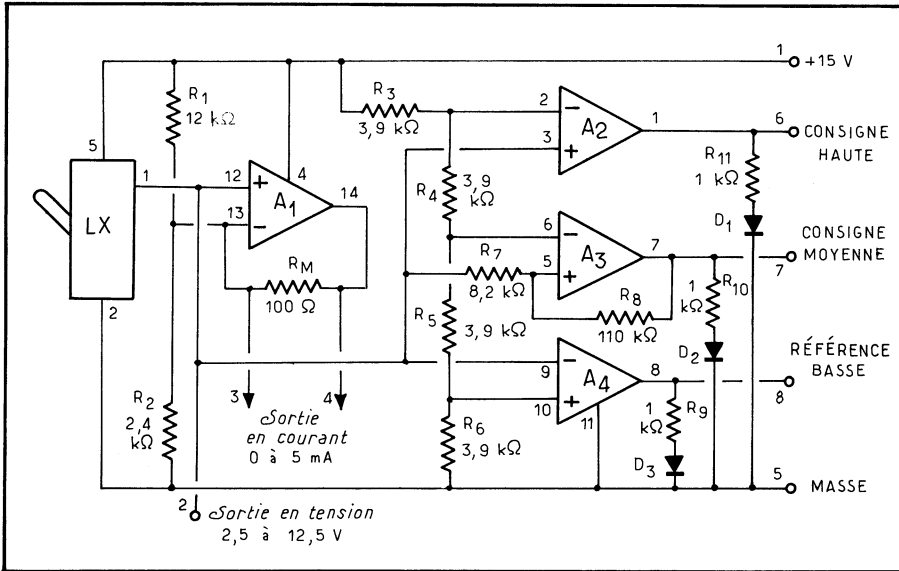 1
+15 V
R1
12 kΩ
R3
3,9 kΩ
2
3
A2
1
6
CONSIGNE
HAUTE
R11
1 kΩ
D1
5
1
LX
2
12
13
A1
4
14
RM
100 Ω
R4
3,9
kΩ
6
5
A3
7
CONSIGNE
MOYENNE
7
R7
8,2 kΩ
R8
110 kΩ
R10
1
kΩ
D2
R5
3,9 kΩ
9
10
A4
8
11
RÉFÉRENCE
BASSE
8
R9
1
kΩ
D3
R2
2,4
kΩ
3
4
Sortie
en courant
0 à 5 mA
R6
3,9 kΩ
5
MASSE
2
Sortie en tension
2,5 à 12,5 V